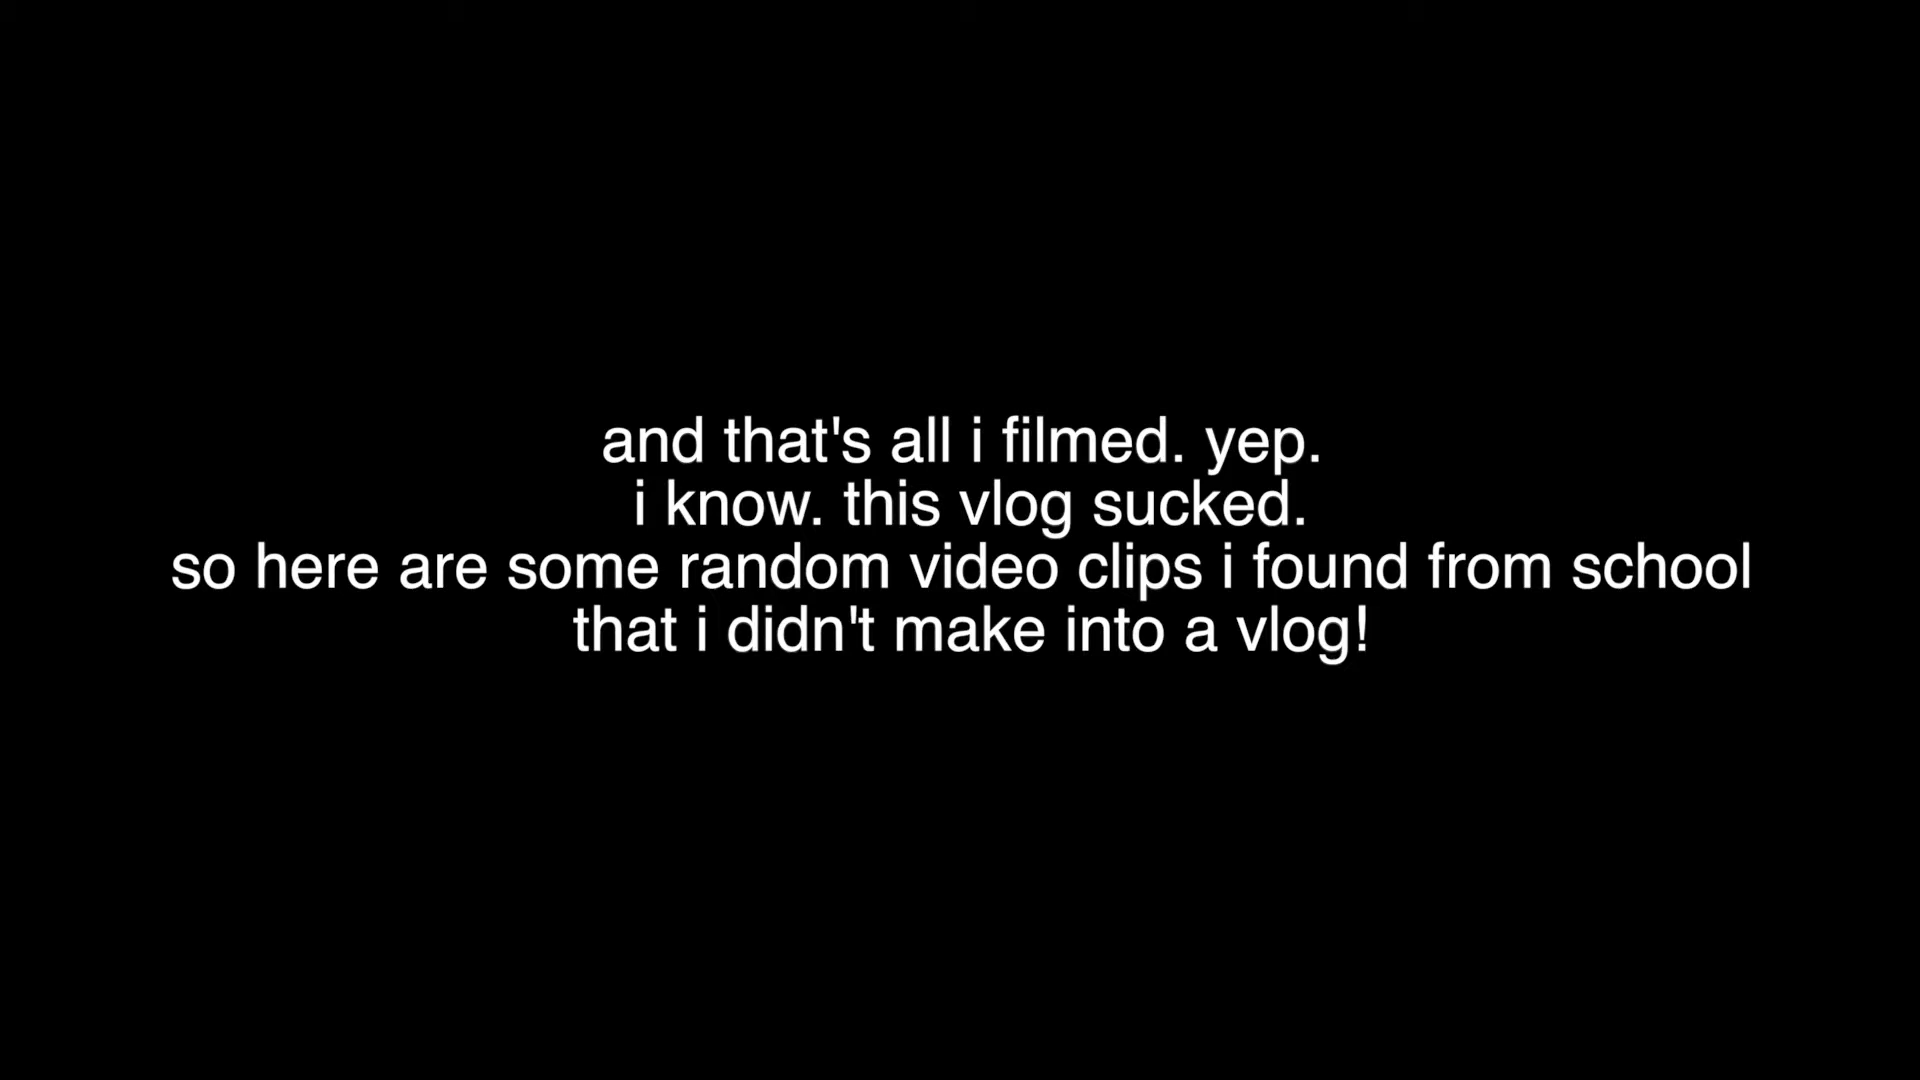 and that's all i filmed. yep.
i know. this vlog sucked.
so here are some random video clips i found from school
that i didn't make into a vlog!